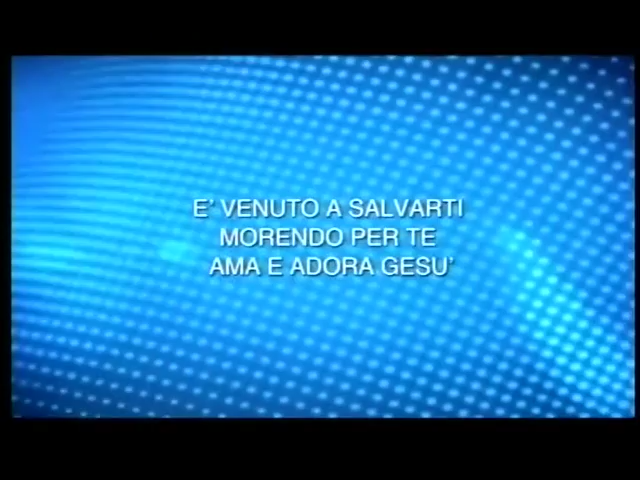 E' VENUTO A SALVARTI
MORENDO PER TE
AMA E ADORA GESU'